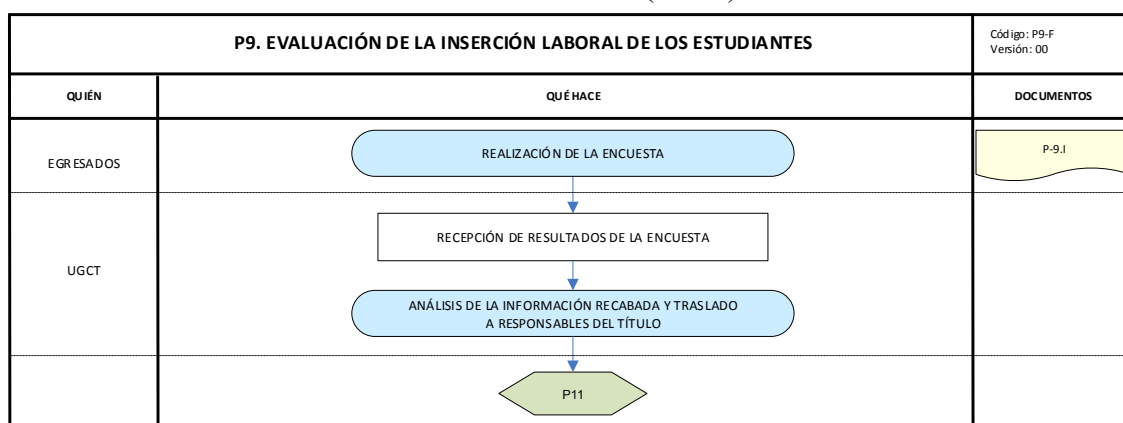 P9. EVALUACIÓN DE LA INSERCIÓN LABORAL DE LOS ESTUDIANTES
Código: P9-F
Versión: 00
QUIÉN
QUÉ HACE
DOCUMENTOS
EGRESADOS
REALIZACIÓN DE LA ENCUESTA
P-9.I
UGCT
RECEPCIÓN DE RESULTADOS DE LA ENCUESTA
ANÁLISIS DE LA INFORMACIÓN RECABADA Y TRASLADO
A RESPONSABLES DEL TÍTULO
P11